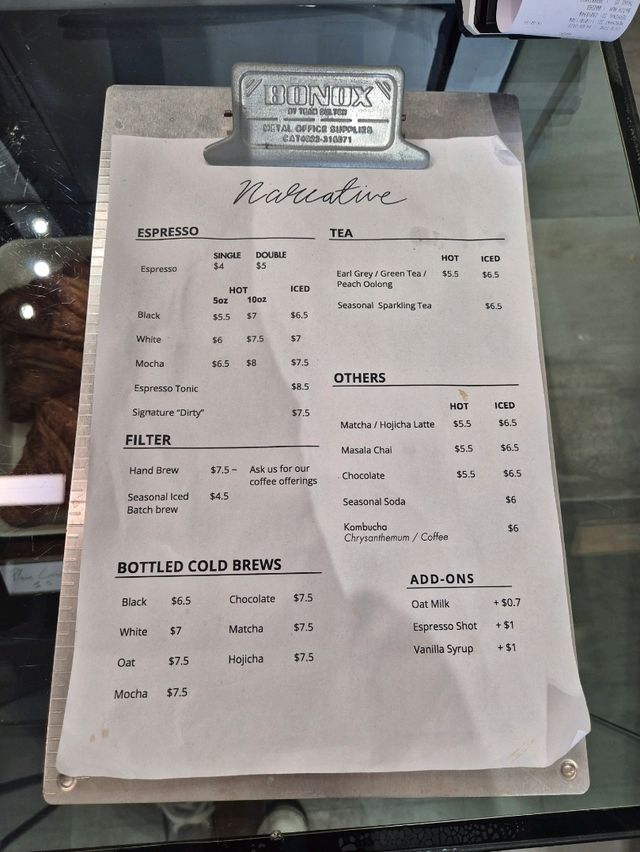 BONOX
BY TEAM DULTON
METAL OFFICE SUPPLIES
Narrative
ESPRESSO
SINGLE DOUBLE
Espresso $4 $5
HOT ICED
5oz 10oz
Black $5.5 $7 $6.5
White $6 $7.5 $7
Mocha $6.5 $8 $7.5
Espresso Tonic $8.5
Signature “Dirty” $7.5
FILTER
Hand Brew $7.5 ~ Ask us for our
coffee offerings
Seasonal Iced $4.5
Batch brew
BOTTLED COLD BREWS
Black $6.5 Chocolate $7.5
White $7 Matcha $7.5
Oat $7.5 Hojicha $7.5
Mocha $7.5
TEA
HOT ICED
Earl Grey / Green Tea / $5.5 $6.5
Peach Oolong
Seasonal Sparkling Tea $6.5
OTHERS
HOT ICED
Matcha / Hojicha Latte $5.5 $6.5
Masala Chai $5.5 $6.5
Chocolate $5.5 $6.5
Seasonal Soda $6
Kombucha $6
Chrysanthemum / Coffee
ADD-ONS
Oat Milk + $0.7
Espresso Shot + $1
Vanilla Syrup + $1